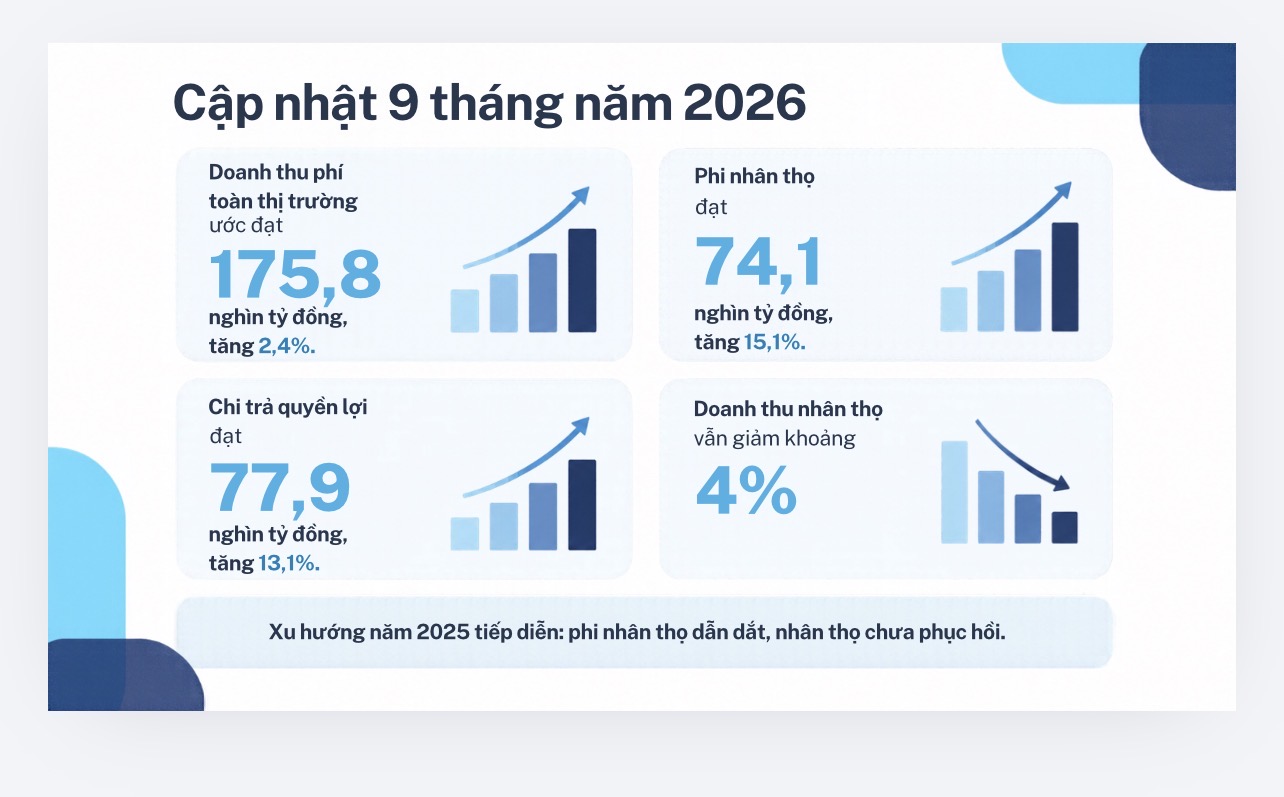 Cập nhật 9 tháng năm 2026
Doanh thu phí
toàn thị trường
ước đạt
175,8
nghìn tỷ đồng,
tăng 2,4%.
Phi nhân thọ
đạt
74,1
nghìn tỷ đồng,
tăng 15,1%.
Chi trả quyền lợi
đạt
77,9
nghìn tỷ đồng,
tăng 13,1%.
Doanh thu nhân thọ
vẫn giảm khoảng
4%
Xu hướng năm 2025 tiếp diễn: phi nhân thọ dẫn dắt, nhân thọ chưa phục hồi.